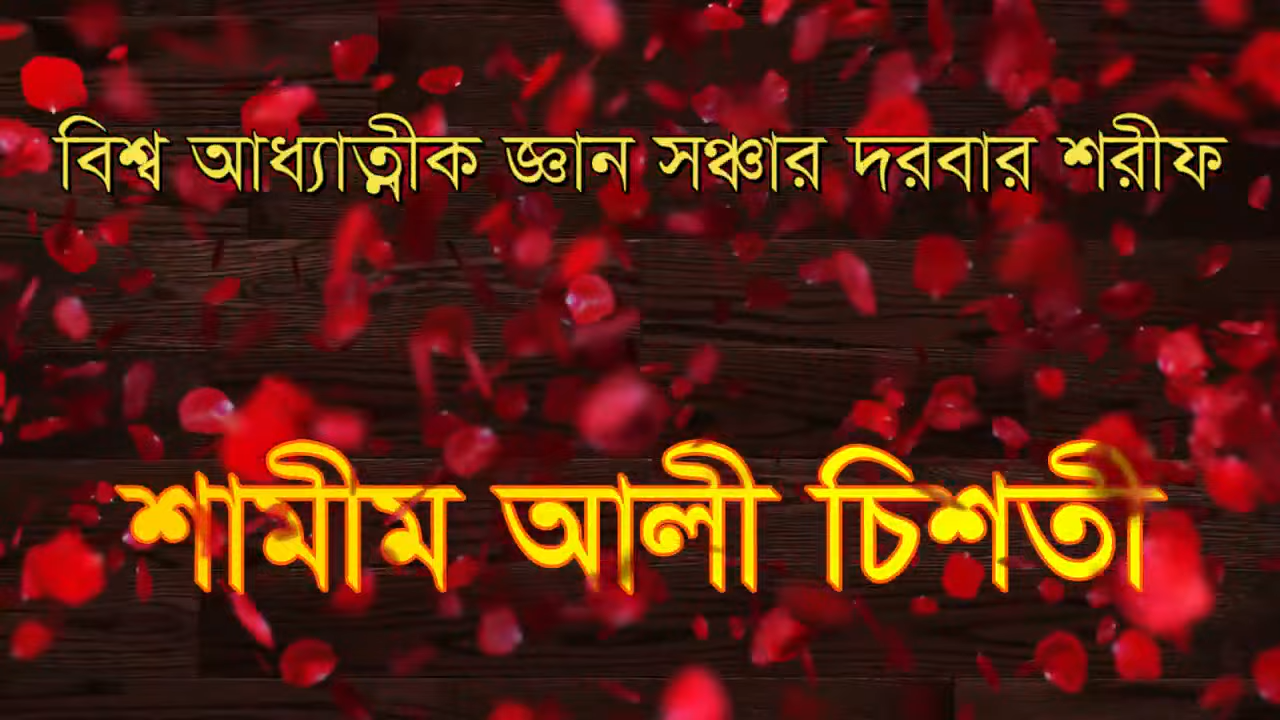 বিশ্ব আধ্যাত্নীক জ্ঞান সঞ্চার দরবার শরীফ
শামীম আলী চিশতী